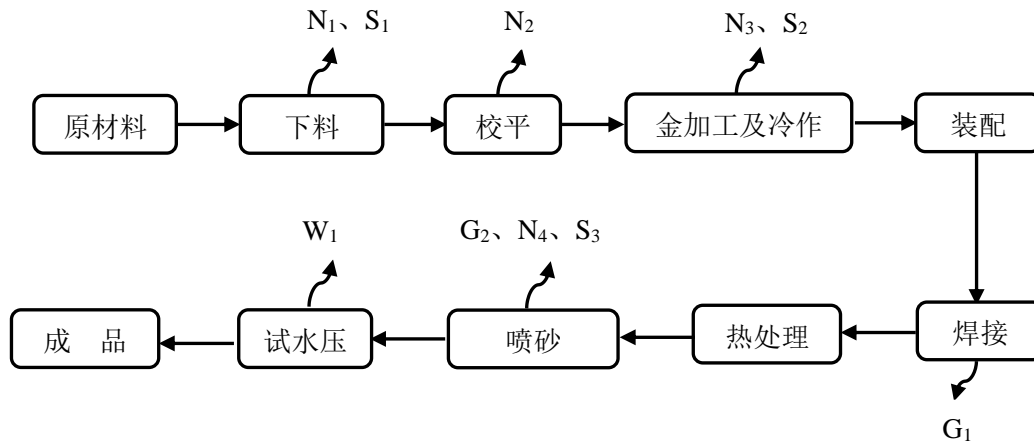 N₁、S₁
N₂
N₃、S₂
原材料
下料
校平
金加工及冷作
装配
W₁
G₂、N₄、S₃
成 品
试水压
喷砂
热处理
焊接
G₁